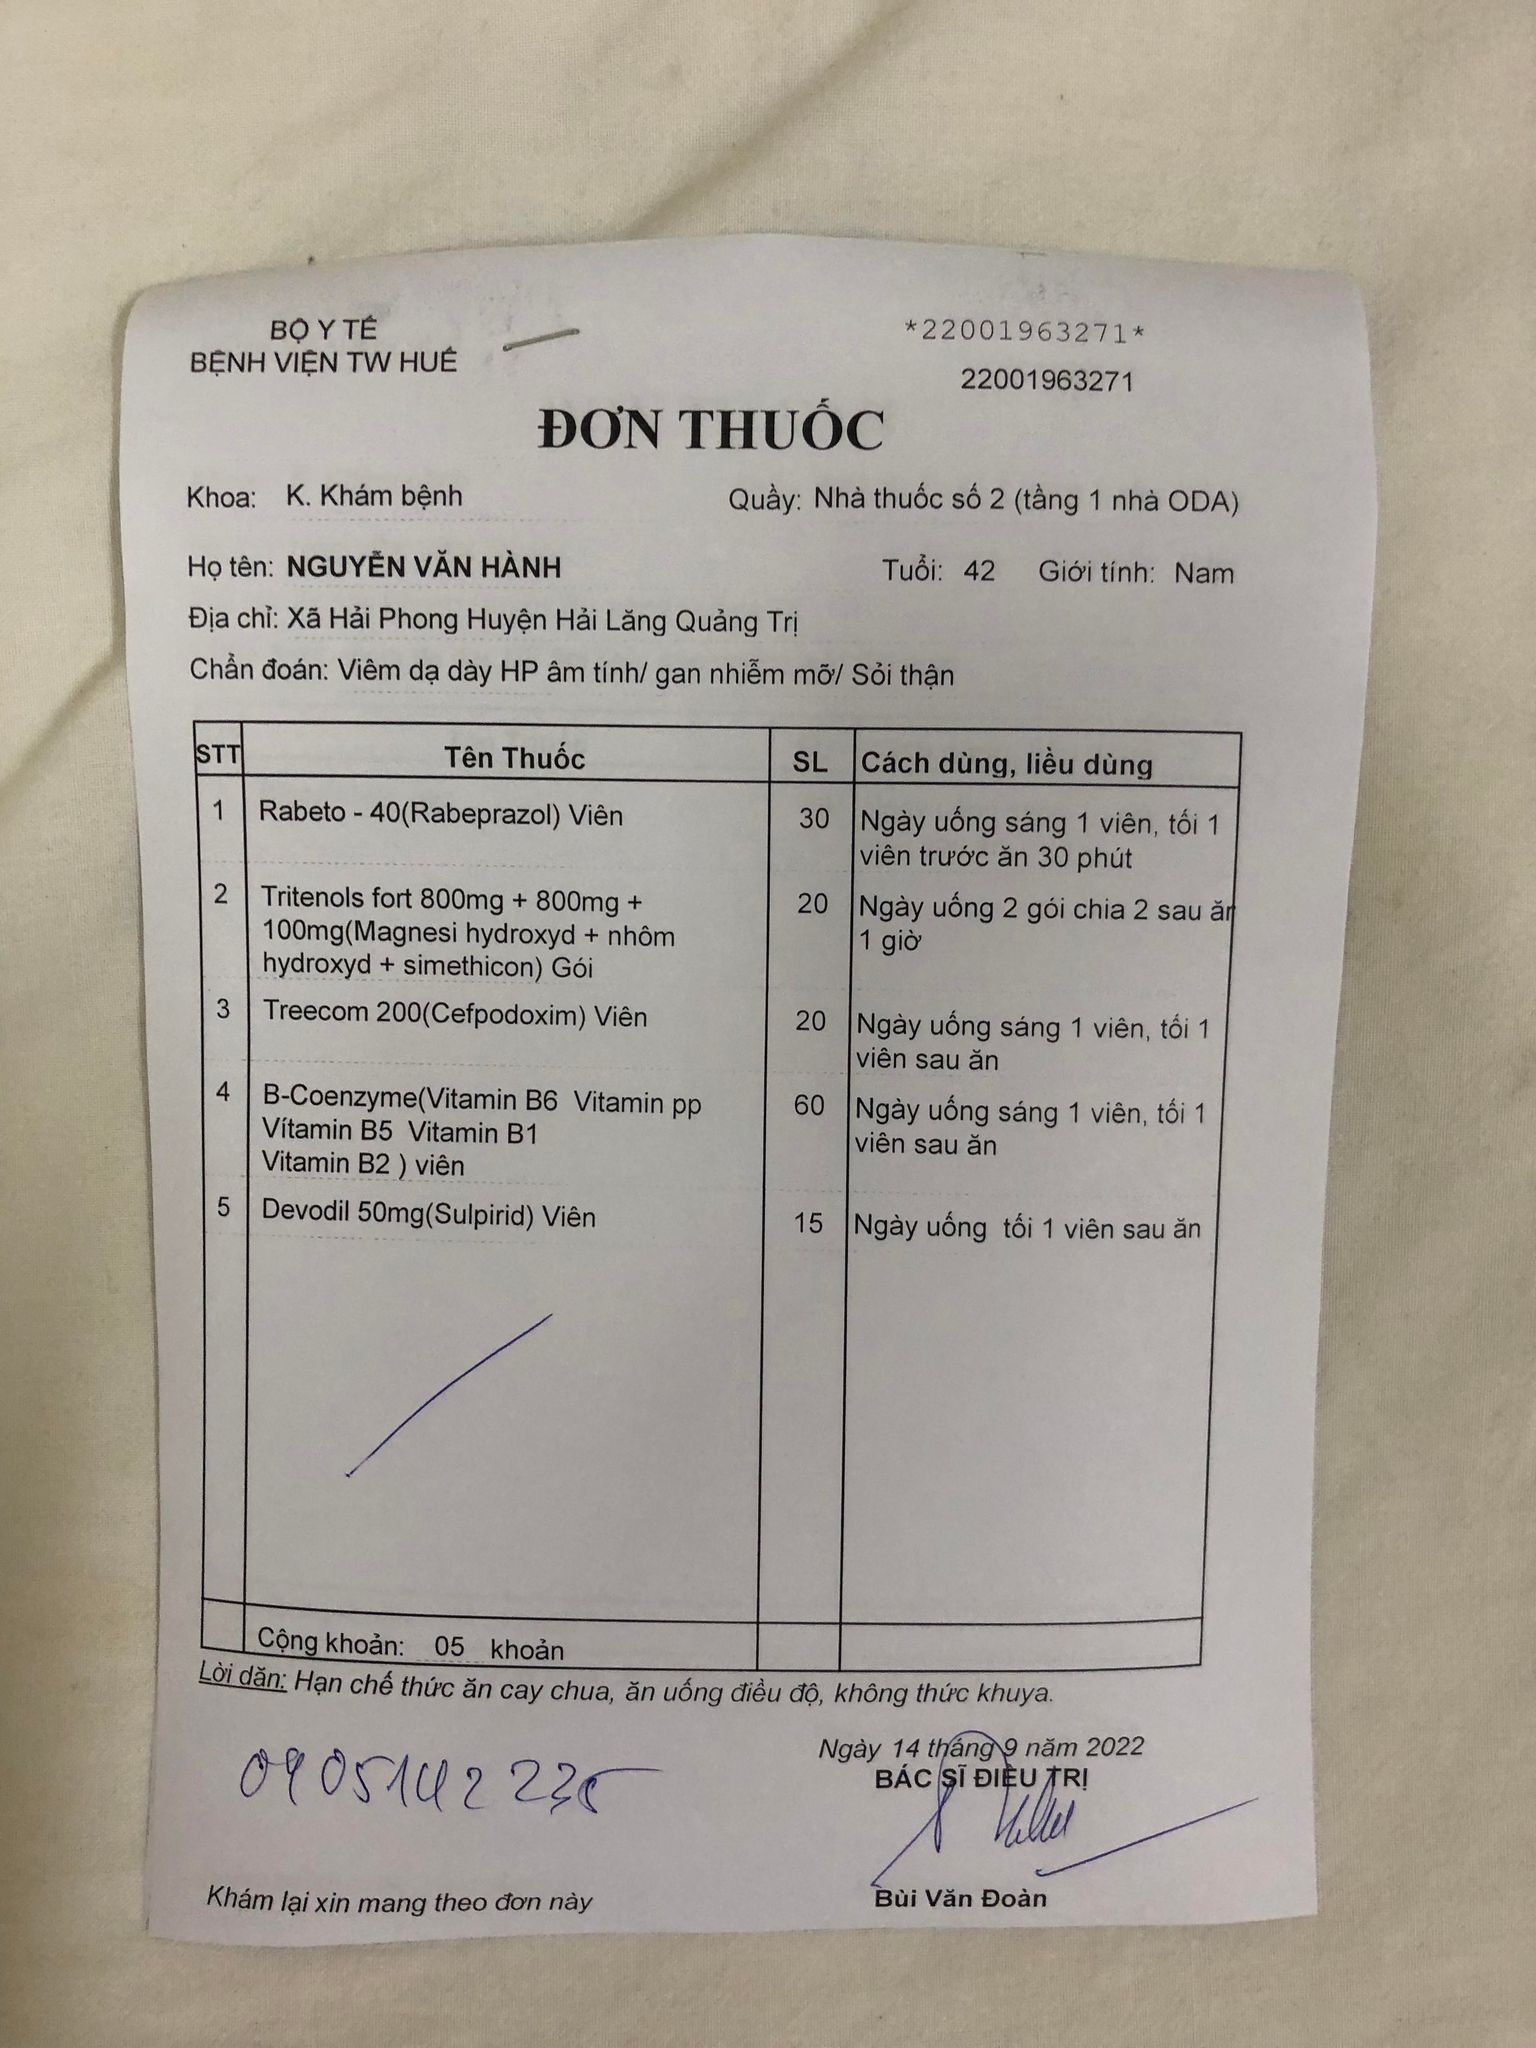 BỘ Y TẾ
BỆNH VIỆN TW HUẾ
*22001963271*
22001963271
ĐƠN THUỐC
Khoa: K. Khám bệnh Quầy: Nhà thuốc số 2 (tầng 1 nhà ODA)
Họ tên: NGUYỄN VĂN HÀNH Tuổi: 42 Giới tính: Nam
Địa chỉ: Xã Hải Phong Huyện Hải Lăng Quảng Trị
Chẩn đoán: Viêm dạ dày HP âm tính/ gan nhiễm mỡ/ Sỏi thận
STT Tên Thuốc SL Cách dùng, liều dùng
1 Rabeto - 40(Rabeprazol) Viên 30 Ngày uống sáng 1 viên, tối 1
viên trước ăn 30 phút
2 Tritenols fort 800mg + 800mg + 20 Ngày uống 2 gói chia 2 sau ăn
100mg(Magnesi hydroxyd + nhôm 1 giờ
hydroxyd + simethicon) Gói
3 Treecom 200(Cefpodoxim) Viên 20 Ngày uống sáng 1 viên, tối 1
viên sau ăn
4 B-Coenzyme(Vitamin B6 Vitamin pp 60 Ngày uống sáng 1 viên, tối 1
Vítamin B5 Vitamin B1 viên sau ăn
Vitamin B2 ) viên
5 Devodil 50mg(Sulpirid) Viên 15 Ngày uống tối 1 viên sau ăn
Cộng khoản: 05 khoản
Lời dăn: Hạn chế thức ăn cay chua, ăn uống điều độ, không thức khuya.
Ngày 14 tháng 9 năm 2022
BÁC SĨ ĐIỀU TRỊ
0905142235
Bùi Văn Đoàn
Khám lại xin mang theo đơn này